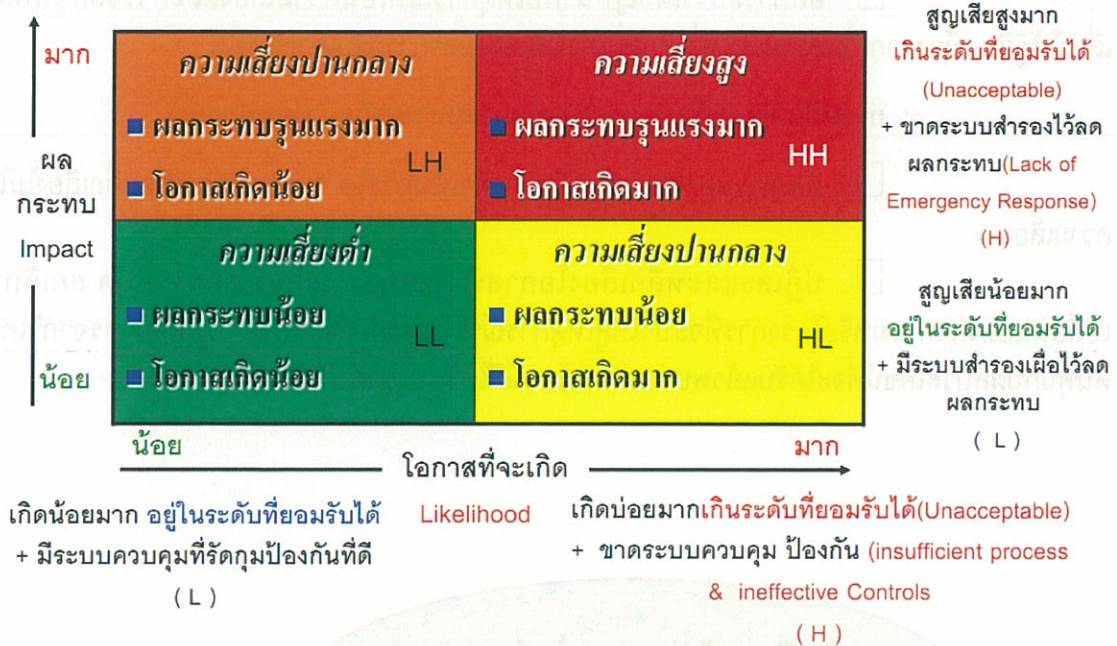 มาก
ผล
กระทบ
Impact
น้อย
ความเสี่ยงปานกลาง
■ ผลกระทบรุนแรงมาก
LH
■ โอกาสเกิดน้อย
ความเสี่ยงสูง
■ ผลกระทบรุนแรงมาก
HH
■ โอกาสเกิดมาก
ความเสี่ยงต่ำ
■ ผลกระทบน้อย
LL
■ โอกาสเกิดน้อย
ความเสี่ยงปานกลาง
■ ผลกระทบน้อย
HL
■ โอกาสเกิดมาก
สูญเสียสูงมาก
เกินระดับที่ยอมรับได้
(Unacceptable)
+ ขาดระบบสำรองไว้ลด
ผลกระทบ(Lack of
Emergency Response)
(H)
สูญเสียน้อยมาก
อยู่ในระดับที่ยอมรับได้
+ มีระบบสำรองเผื่อไว้ลด
ผลกระทบ
( L )
น้อย
มาก
โอกาสที่จะเกิด
Likelihood
เกิดน้อยมาก อยู่ในระดับที่ยอมรับได้
+ มีระบบควบคุมที่รัดกุมป้องกันที่ดี
( L )
เกิดบ่อยมากเกินระดับที่ยอมรับได้(Unacceptable)
+ ขาดระบบควบคุม ป้องกัน (insufficient process
& ineffective Controls
( H )